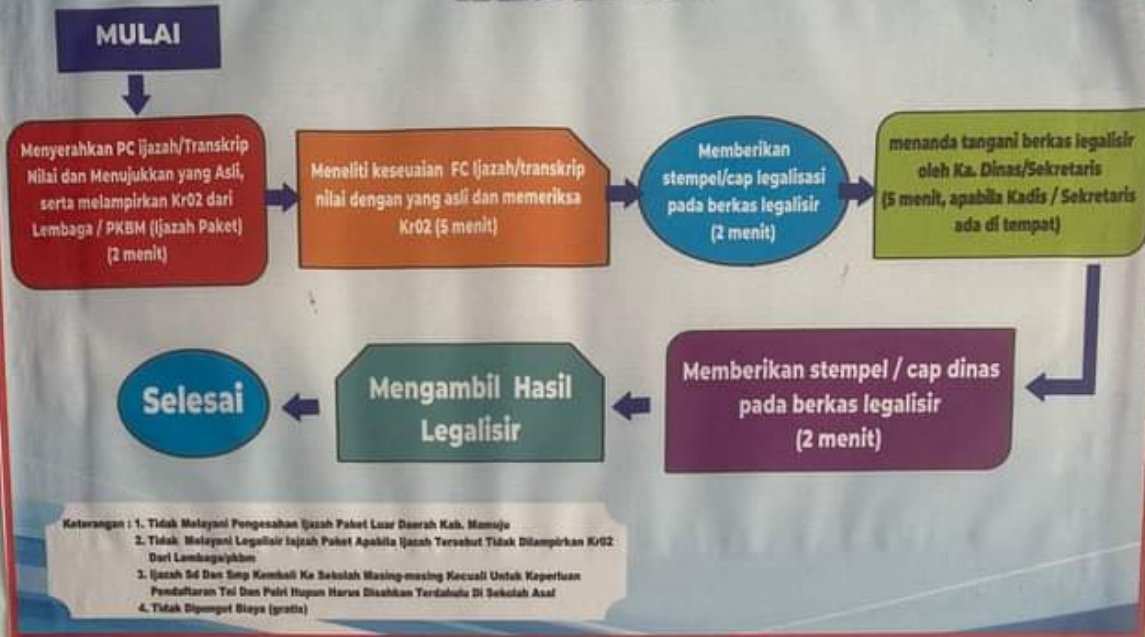 MULAI
Menyerahkan PC ijazah/Transkrip
Nilai dan Menujukkan yang Asli,
serta melampirkan Kr02 dari
Lembaga / PKBM (Ijazah Paket)
(2 menit)
Meneliti keseuaian FC Ijazah/transkrip
nilai dengan yang asli dan memeriksa
Kr02 (5 menit)
Memberikan
stempel/cap legalisasi
pada berkas legalisir
(2 menit)
menanda tangani berkas legalisir
oleh Ka. Dinas/Sekretaris
(5 menit, apabila Kadis / Sekretaris
ada di tempat)
Memberikan stempel / cap dinas
pada berkas legalisir
(2 menit)
Mengambil Hasil
Legalisir
Selesai
Keterangan : 1. Tidak Melayani Pengesahan Ijazah Paket Luar Daerah Kab. Mamuju
2. Tidak Melayani Legalisir Iajzah Paket Apabila Ijazah Tersebut Tidak Dilampirkan Kr02
Dari Lembaga/pkbm
3. Ijazah Sd Dan Smp Kembali Ke Sekolah Masing-masing Kecuali Untuk Keperluan
Pendaftaran Tni Dan Polri Itupun Harus Disahkan Terdahulu Di Sekolah Asal
4. Tidak Dipungut Biaya (gratis)